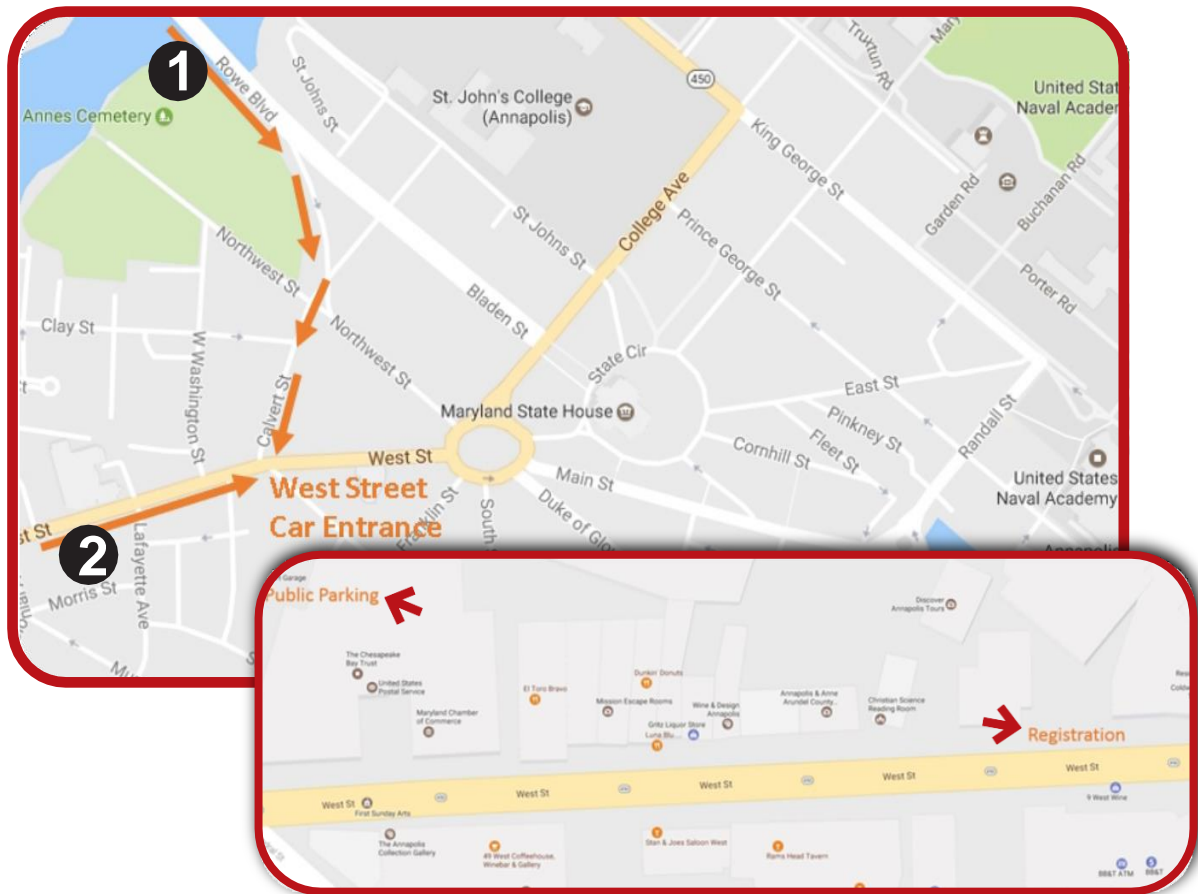 1
Rowe Blvd
St Johns St
St. John's College
(Annapolis)
450
Truxtun Rd
United Stat
Naval Acader
Annes Cemetery
King George St
Garden Rd
Buchanan Rd
College Ave
Prince George St
St Johns St
Northwest St
Porter Rd
Bladen St
Clay St
W Washington St
Northwest St
State Cir
East St
Calvert St
Maryland State House
Pinkney St
Fleet St
Randall St
West St
Cornhill St
Main St
United States
Naval Academy
West Street
Car Entrance
Franklin St
South
Duke of Glo
st St
2
Lafayette Ave
Morris St
Annapolis
Garage
Public Parking
Discover
Annapolis Tours
The Chesapeake
Bay Trust
United States
Postal Service
El Toro Bravo
Dunkin' Donuts
Mission Escape Rooms
Wine & Design
Annapolis
Annapolis & Anne
Arundel County...
Christian Science
Reading Room
Maryland Chamber
of Commerce
Gritz Liquor Store
Luna Blu...
Registration
West St
West St
West St
West St
West St
First Sunday Arts
9 West Wine
The Annapolis
Collection Gallery
49 West Coffeehouse,
Winebar & Gallery
Stan & Joes Saloon West
Rams Head Tavern
BB&T ATM
BB&T